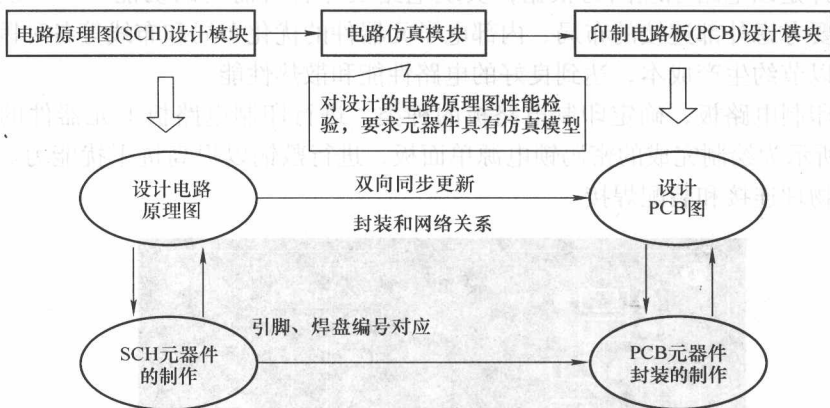 电路原理图(SCH)设计模块
电路仿真模块
印制电路板(PCB)设计模块
对设计的电路原理图性能检
验，要求元器件具有仿真模型
设计电路
原理图
双向同步更新
封装和网络关系
设计
PCB图
SCH元器件
的制作
引脚、焊盘编号对应
PCB元器件
封装的制作